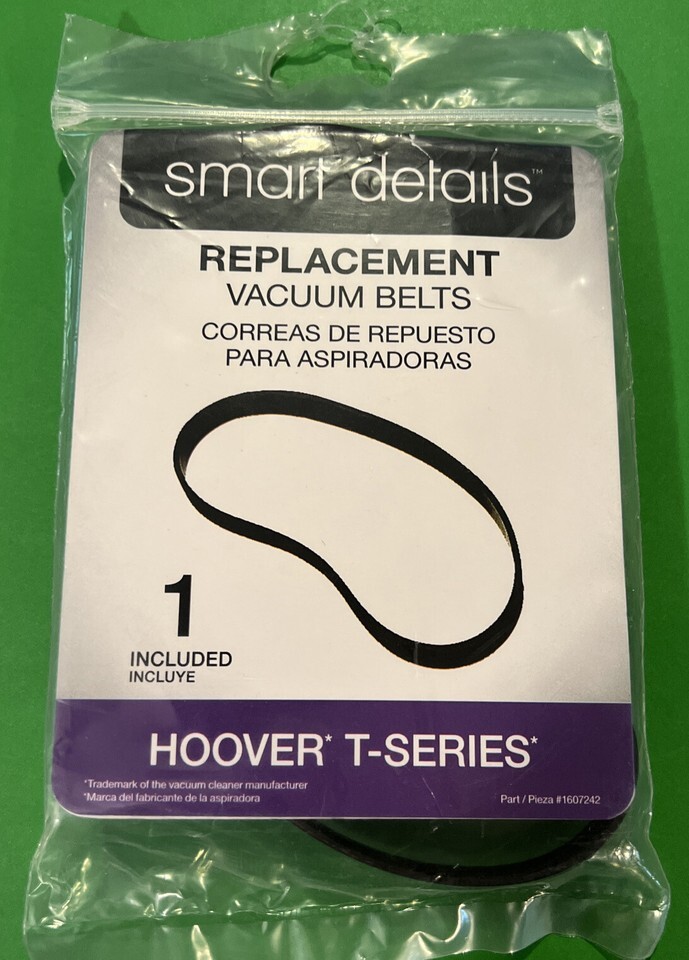 smart details™
REPLACEMENT
VACUUM BELTS
CORREAS DE REPUESTO
PARA ASPIRADORAS
1
INCLUDED
INCLUYE
HOOVER* T-SERIES*
*Trademark of the vacuum cleaner manufacturer
*Marca del fabricante de la aspiradora
Part / Pieza #1607242